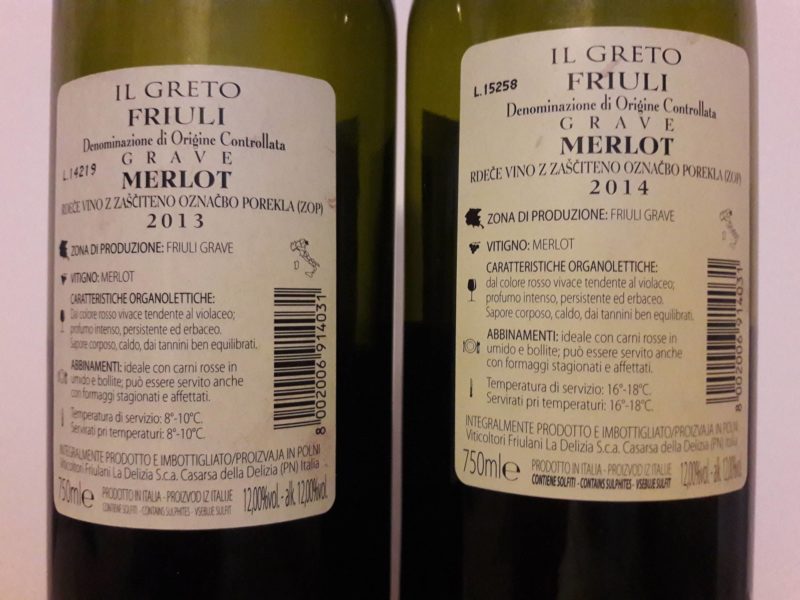 IL GRETO
FRIULI
Denominazione di Origine Controllata
GRAVE
L.14219
MERLOT
RDEČE VINO Z ZAŠČITENO OZNAČBO POREKLA (ZOP)
2013
ZONA DI PRODUZIONE: FRIULI GRAVE
VITIGNO: MERLOT
CARATTERISTICHE ORGANOLETTICHE:
Dal colore rosso vivace tendente al violaceo;
profumo intenso, persistente ed erbaceo.
Sapore corposo, caldo, dai tannini ben equilibrati.
ABBINAMENTI: ideale con carni rosse in
umido e bollite; può essere servito anche
con formaggi stagionati e affettati.
Temperatura di servizio: 8°-10°C.
Servirati pri temperaturi: 8°-10°C.
8 002006 914031
INTEGRALMENTE PRODOTTO E IMBOTTIGLIATO/PROIZVAJA IN POLNI
Viticoltori Friulani La Delizia S.c.a. Casarsa della Delizia (PN) Italia
750ml e
PRODOTTO IN ITALIA - PROIZVOD IZ ITALIJE
CONTIENE SOLFITI - CONTAINS SULPHITES - VSEBUJE SULFIT
12,00%vol. - alk. 12,00%
IL GRETO
L.15258
FRIULI
Denominazione di Origine Controllata
GRAVE
MERLOT
RDEČE VINO Z ZAŠČITENO OZNAČBO POREKLA (ZOP)
2014
ZONA DI PRODUZIONE: FRIULI GRAVE
VITIGNO: MERLOT
CARATTERISTICHE ORGANOLETTICHE:
dal colore rosso vivace tendente al violaceo;
profumo intenso, persistente ed erbaceo.
Sapore corposo, caldo, dai tannini ben equilibrati.
ABBINAMENTI: ideale con carni rosse in
umido e bollite; può essere servito anche
con formaggi stagionati e affettati.
Temperatura di servizio: 16°-18°C.
Servirati pri temperaturi: 16°-18°C.
8 002006 914031
INTEGRALMENTE PRODOTTO E IMBOTTIGLIATO/PROIZVAJA IN POLNI
Viticoltori Friulani La Delizia S.c.a. Casarsa della Delizia (PN) Italia
750ml e
PRODOTTO IN ITALIA - PROIZVOD IZ ITALIJE
CONTIENE SOLFITI - CONTAINS SULPHITES - VSEBUJE SULFIT
12,00%vol. - alk. 12,00%